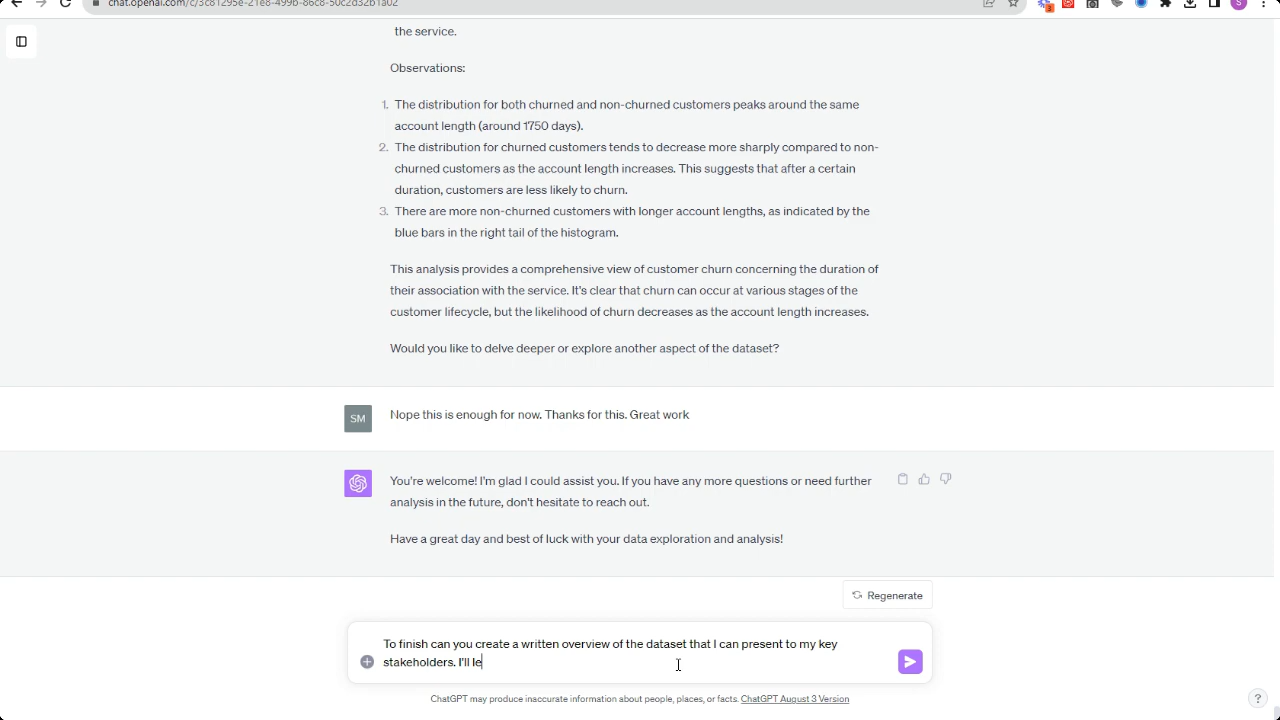 chat.openai.com/c/3c81295e-21e8-499b-86c8-50c2d32b1a02
3
S
the service.
Observations:
1. The distribution for both churned and non-churned customers peaks around the same
account length (around 1750 days).
2. The distribution for churned customers tends to decrease more sharply compared to non-
churned customers as the account length increases. This suggests that after a certain
duration, customers are less likely to churn.
3. There are more non-churned customers with longer account lengths, as indicated by the
blue bars in the right tail of the histogram.
This analysis provides a comprehensive view of customer churn concerning the duration of
their association with the service. It's clear that churn can occur at various stages of the
customer lifecycle, but the likelihood of churn decreases as the account length increases.
Would you like to delve deeper or explore another aspect of the dataset?
SM
Nope this is enough for now. Thanks for this. Great work
You're welcome! I'm glad I could assist you. If you have any more questions or need further
analysis in the future, don't hesitate to reach out.
Have a great day and best of luck with your data exploration and analysis!
Regenerate
To finish can you create a written overview of the dataset that I can present to my key
stakeholders. I'll le
ChatGPT may produce inaccurate information about people, places, or facts. ChatGPT August 3 Version
?